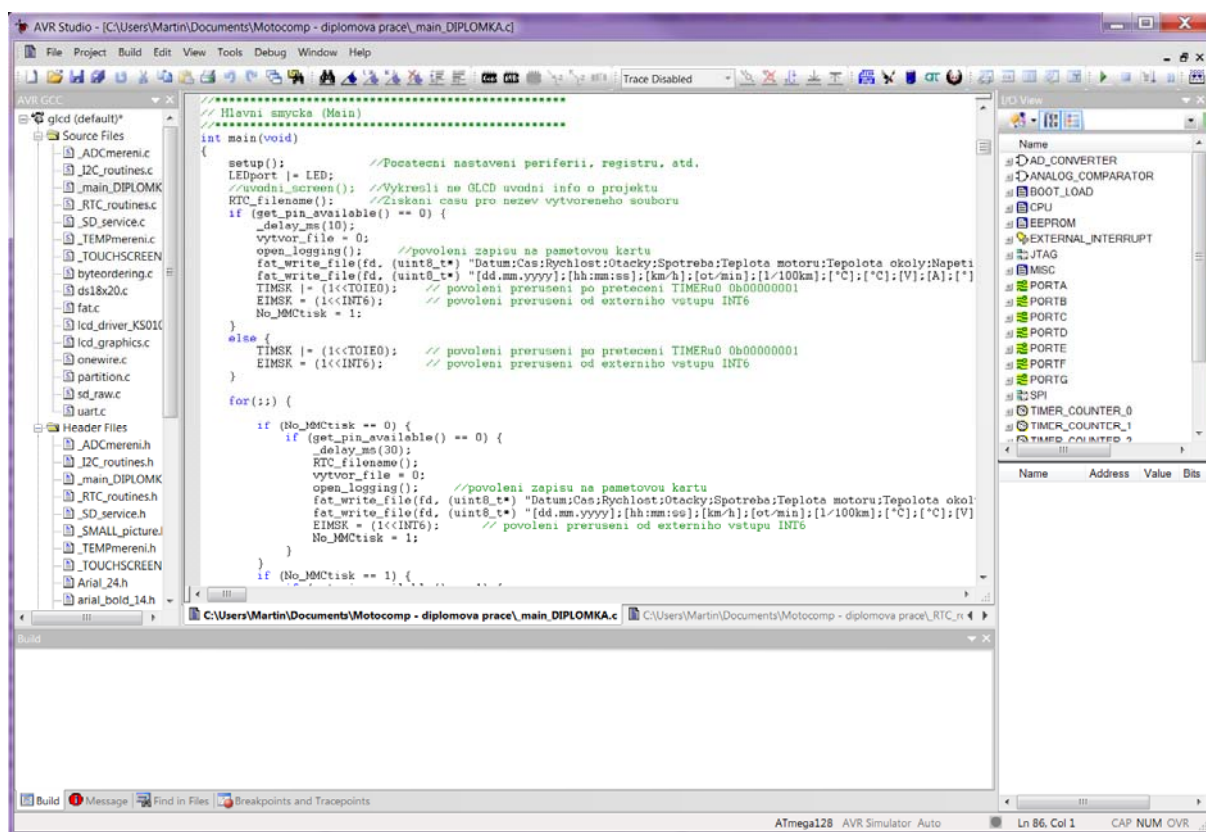 AVR Studio - [C:\Users\Martin\Documents\Motocomp - diplomova prace\_main_DIPLOMKA.c]
File Project Build Edit View Tools Debug Window Help
Trace Disabled
AVR GCC
glcd (default)*
Source Files
_ADCmereni.c
_I2C_routines.c
_main_DIPLOMK
_RTC_routines.c
_SD_service.c
_TEMPmereni.c
_TOUCHSCREEN
byteordering.c
ds18x20.c
fat.c
lcd_driver_KS010
lcd_graphics.c
onewire.c
partition.c
sd_raw.c
uart.c
Header Files
_ADCmereni.h
_I2C_routines.h
_main_DIPLOMK
_RTC_routines.h
_SD_service.h
_SMALL_picture.l
_TEMPmereni.h
_TOUCHSCREEN
Arial_24.h
arial_bold_14.h
//**************************************************
// Hlavni smycka (Main)
//**************************************************
int main(void)
{
setup(); //Pocatecni nastaveni periferii, registru, atd.
LEDport |= LED;
//uvodni_screen(); //Vykresli ne GLCD uvodni info o projektu
RTC_filename(); //Ziskani casu pro nezev vytvoreneho souboru
if (get_pin_available() == 0) {
_delay_ms(10);
vytvor_file = 0;
open_logging(); //povoleni zapisu na pametovou kartu
fat_write_file(fd, (uint8_t*) "Datum;Cas;Rychlost;Otacky;Spotreba;Teplota motoru;Tepolota okoly;Napeti
fat_write_file(fd, (uint8_t*) "[dd.mm.yyyy];[hh:mm:ss];[km/h];[ot/min];[l/100km];[°C];[°C];[V];[A];[°]
TIMSK |= (1<<TOIE0); // povoleni preruseni po preteceni TIMERu0 0b00000001
EIMSK = (1<<INT6); // povoleni preruseni od externiho vstupu INT6
No_MMCtisk = 1;
}
else {
TIMSK |= (1<<TOIE0); // povoleni preruseni po preteceni TIMERu0 0b00000001
EIMSK = (1<<INT6); // povoleni preruseni od externiho vstupu INT6
}
for(;;) {
if (No_MMCtisk == 0) {
if (get_pin_available() == 0) {
_delay_ms(30);
RTC_filename();
vytvor_file = 0;
open_logging(); //povoleni zapisu na pametovou kartu
fat_write_file(fd, (uint8_t*) "Datum;Cas;Rychlost;Otacky;Spotreba;Teplota motoru;Tepolota okol
fat_write_file(fd, (uint8_t*) "[dd.mm.yyyy];[hh:mm:ss];[km/h];[ot/min];[l/100km];[°C];[°C];[V]
EIMSK = (1<<INT6); // povoleni preruseni od externiho vstupu INT6
No_MMCtisk = 1;
}
}
if (No_MMCtisk == 1) {
C:\Users\Martin\Documents\Motocomp - diplomova prace\_main_DIPLOMKA.c C:\Users\Martin\Documents\Motocomp - diplomova prace\_RTC_r
I/O View
Name
AD_CONVERTER
ANALOG_COMPARATOR
BOOT_LOAD
CPU
EEPROM
EXTERNAL_INTERRUPT
JTAG
MISC
PORTA
PORTB
PORTC
PORTD
PORTE
PORTF
PORTG
SPI
TIMER_COUNTER_0
TIMER_COUNTER_1
TIMER_COUNTER_2
Name Address Value Bits
Build
Build Message Find in Files Breakpoints and Tracepoints
ATmega128 AVR Simulator Auto Ln 86, Col 1 CAP NUM OVR